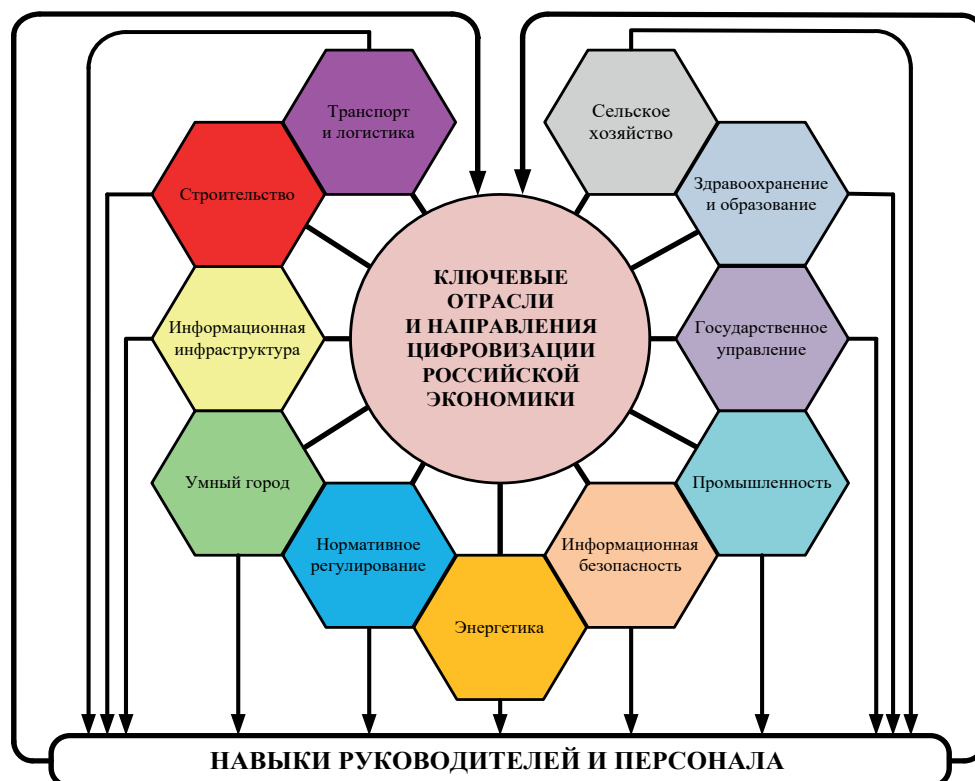 Транспорт
и логистика
Сельское
хозяйство
Строительство
Здравоохранение
и образование
КЛЮЧЕВЫЕ
ОТРАСЛИ
И НАПРАВЛЕНИЯ
ЦИФРОВИЗАЦИИ
РОССИЙСКОЙ
ЭКОНОМИКИ
Информационная
инфраструктура
Государственное
управление
Умный город
Промышленность
Нормативное
регулирование
Информационная
безопасность
Энергетика
НАВЫКИ РУКОВОДИТЕЛЕЙ И ПЕРСОНАЛА